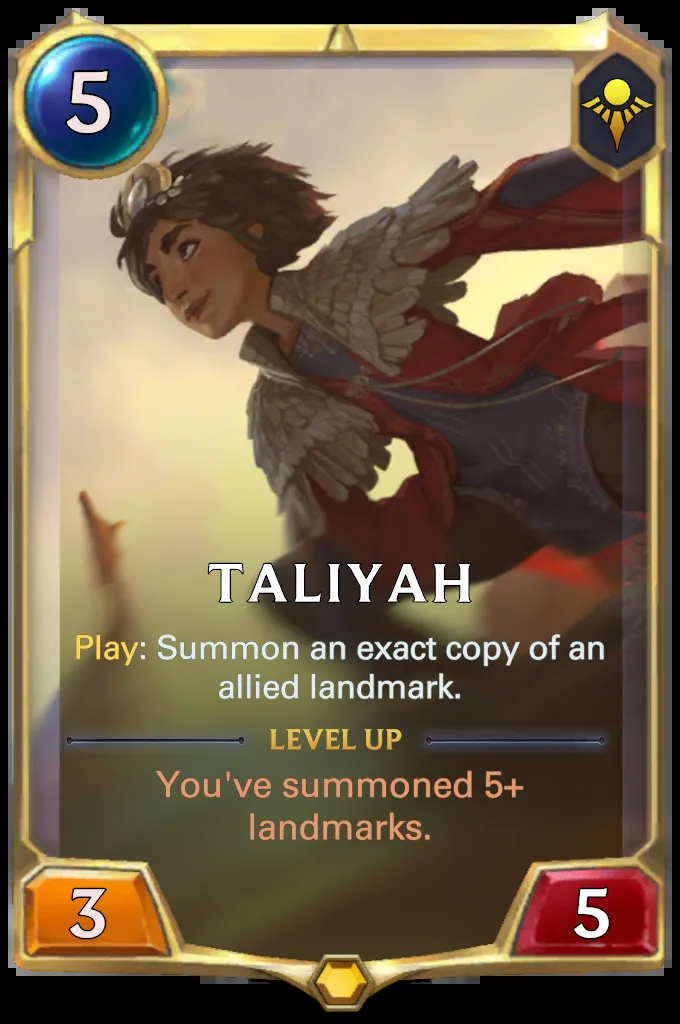 5
TALIYAH
Play: Summon an exact copy of an
allied landmark.
LEVEL UP
You've summoned 5+
landmarks.
3
5